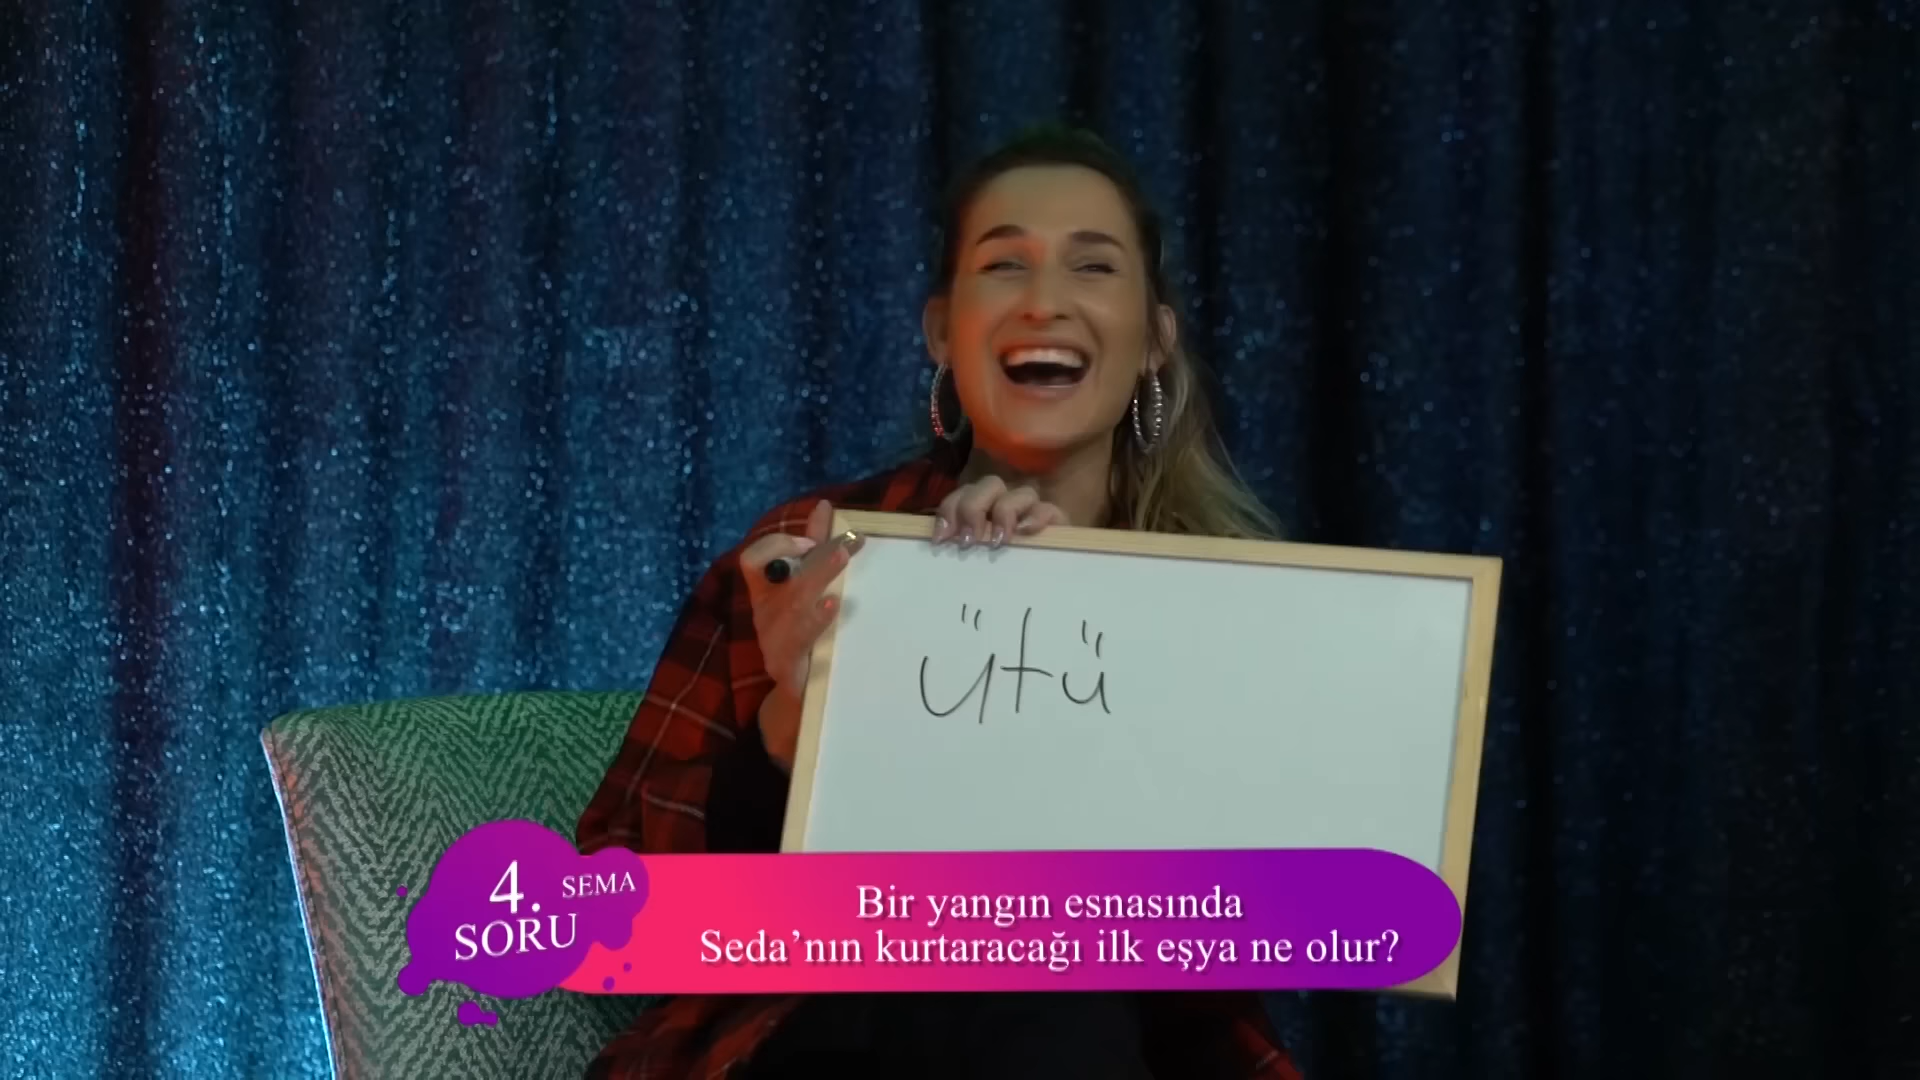 ütü
4. SEMA
SORU
Bir yangın esnasında
Seda’nın kurtaracağı ilk eşya ne olur?